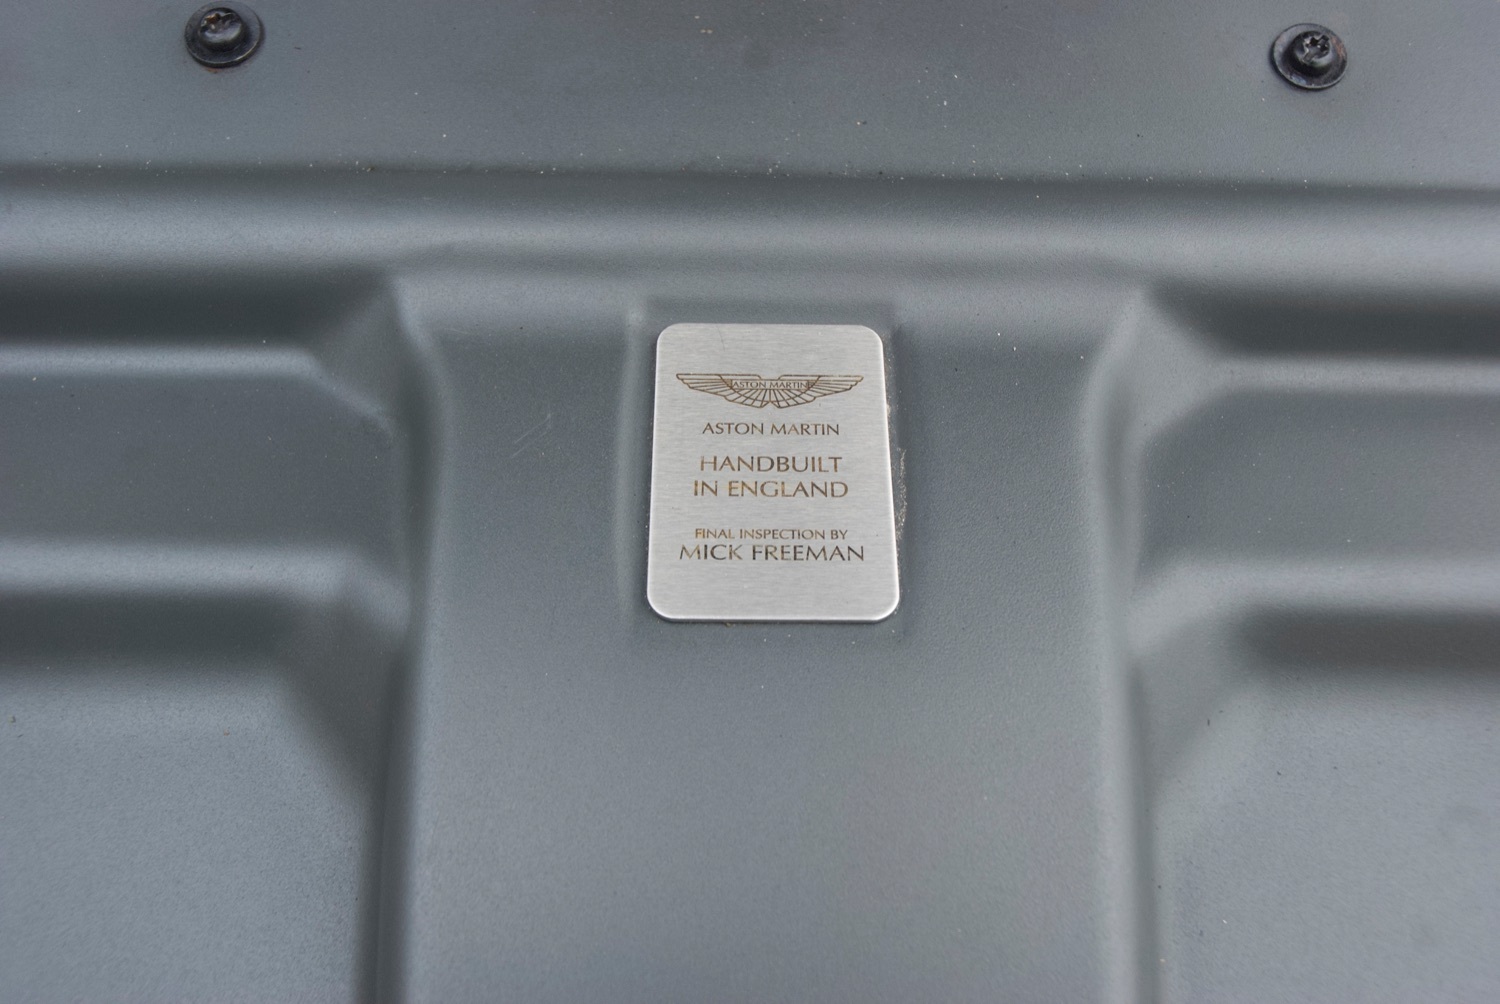 ASTON MARTIN
ASTON MARTIN
HANDBUILT
IN ENGLAND
FINAL INSPECTION BY
MICK FREEMAN